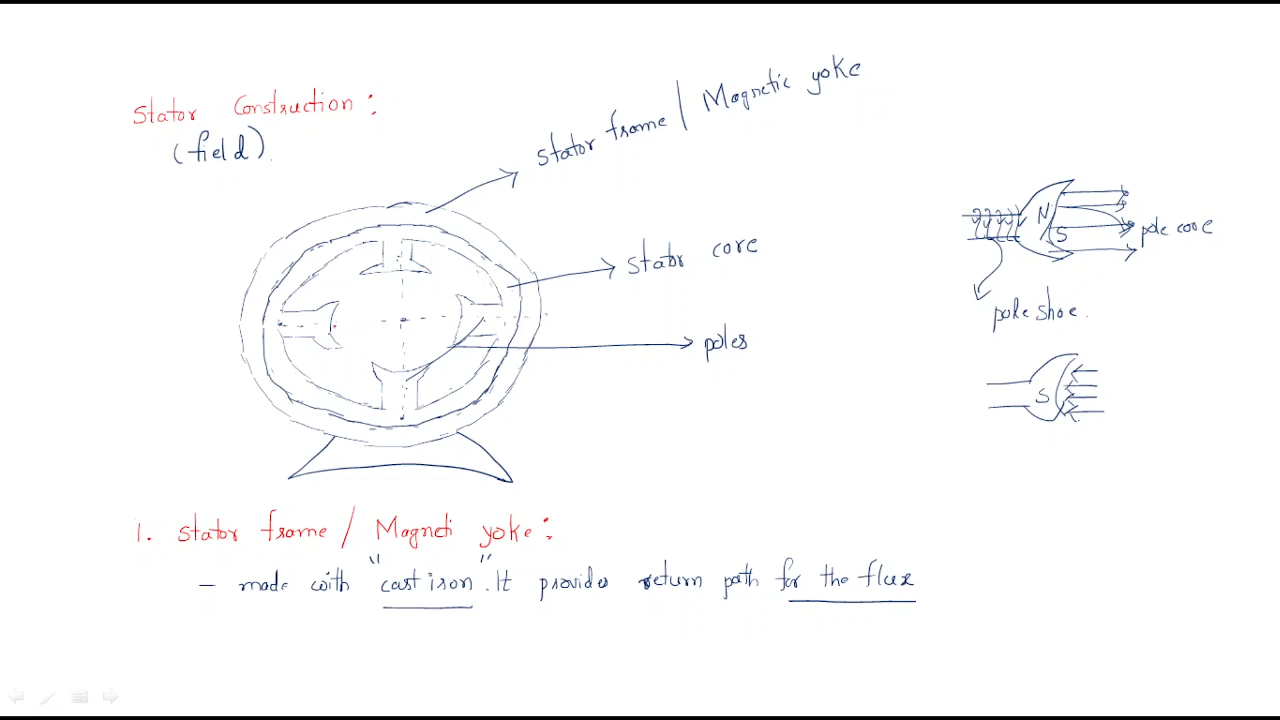 Stator Construction:
(field).
stator frame / Magnetic yoke
stator core
poles
N
S
pole core
pole shoe.
S
1. Stator frame / Magneti yoke:
- made with "cast iron". It provides return path for the flux